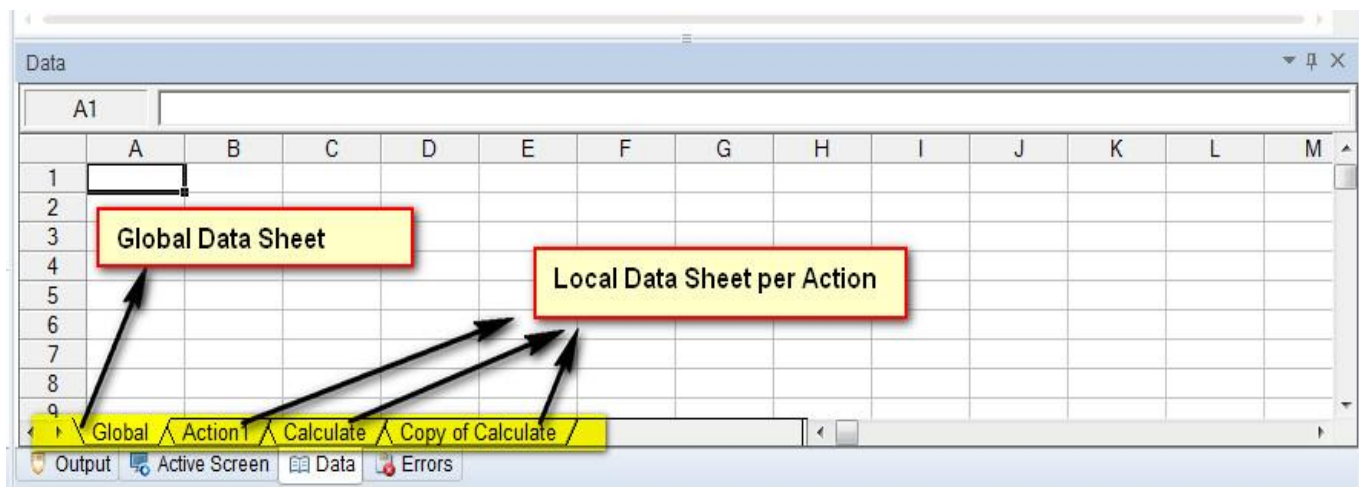 Data
A1
A B C D E F G H I J K L M
1
2
3
Global Data Sheet
4
Local Data Sheet per Action
5
6
7
8
9
Global Action1 Calculate Copy of Calculate
Output Active Screen Data Errors